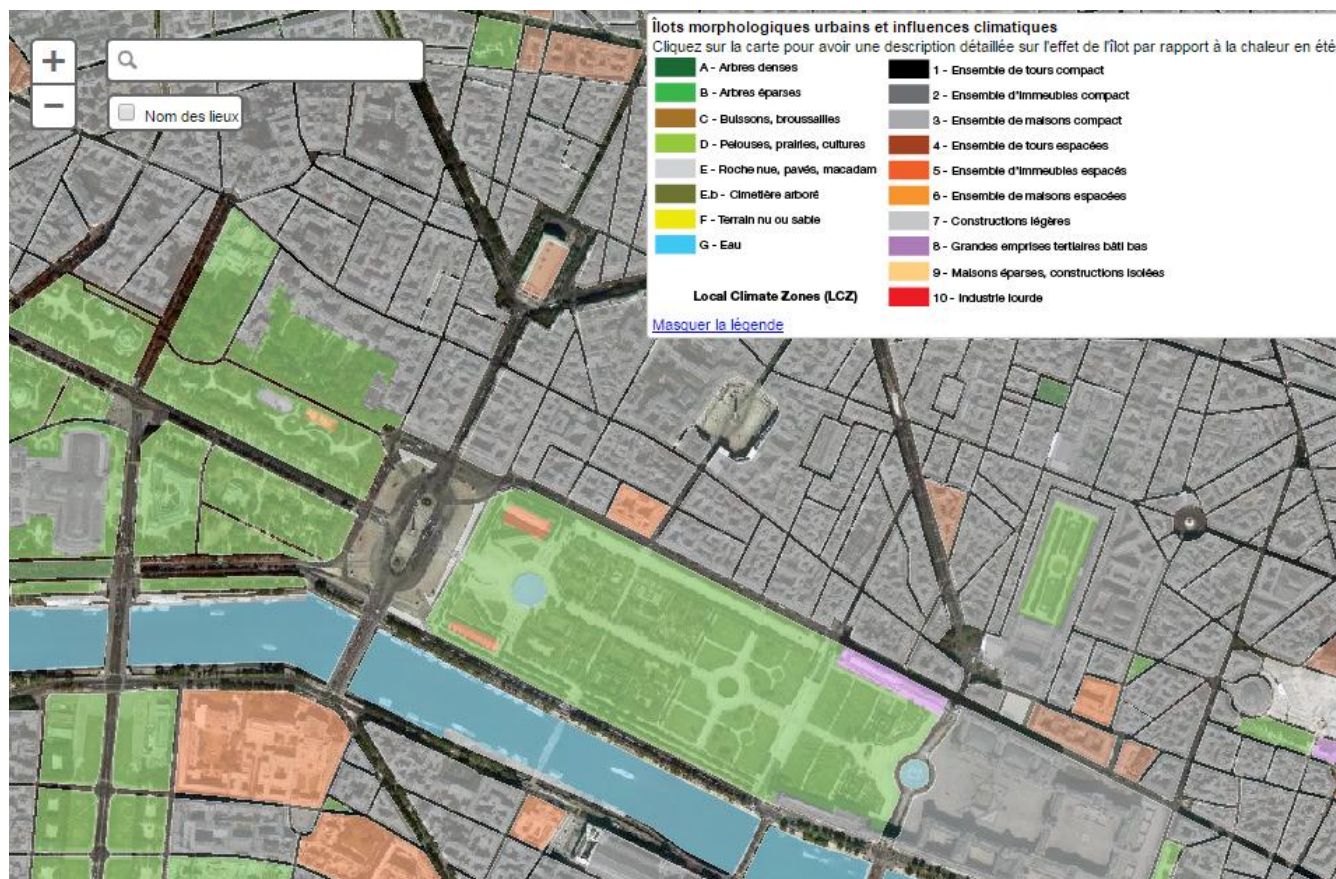 Îlots morphologiques urbains et influences climatiques
Cliquez sur la carte pour avoir une description détaillée sur l'effet de l'îlot par rapport à la chaleur en été
A - Arbres denses
B - Arbres éparses
C - Buissons, broussailles
D - Pelouses, prairies, cultures
E - Roche nue, pavés, macadam
E.b - Cimetière arboré
F - Terrain nu ou sable
G - Eau
Local Climate Zones (LCZ)
1 - Ensemble de tours compact
2 - Ensemble d'immeubles compact
3 - Ensemble de maisons compact
4 - Ensemble de tours espacées
5 - Ensemble d'immeubles espacés
6 - Ensemble de maisons espacées
7 - Constructions légères
8 - Grandes emprises tertiaires bâti bas
9 - Maisons éparses, constructions isolées
10 - Industrie lourde
Masquer la légende
+
−
Nom des lieux